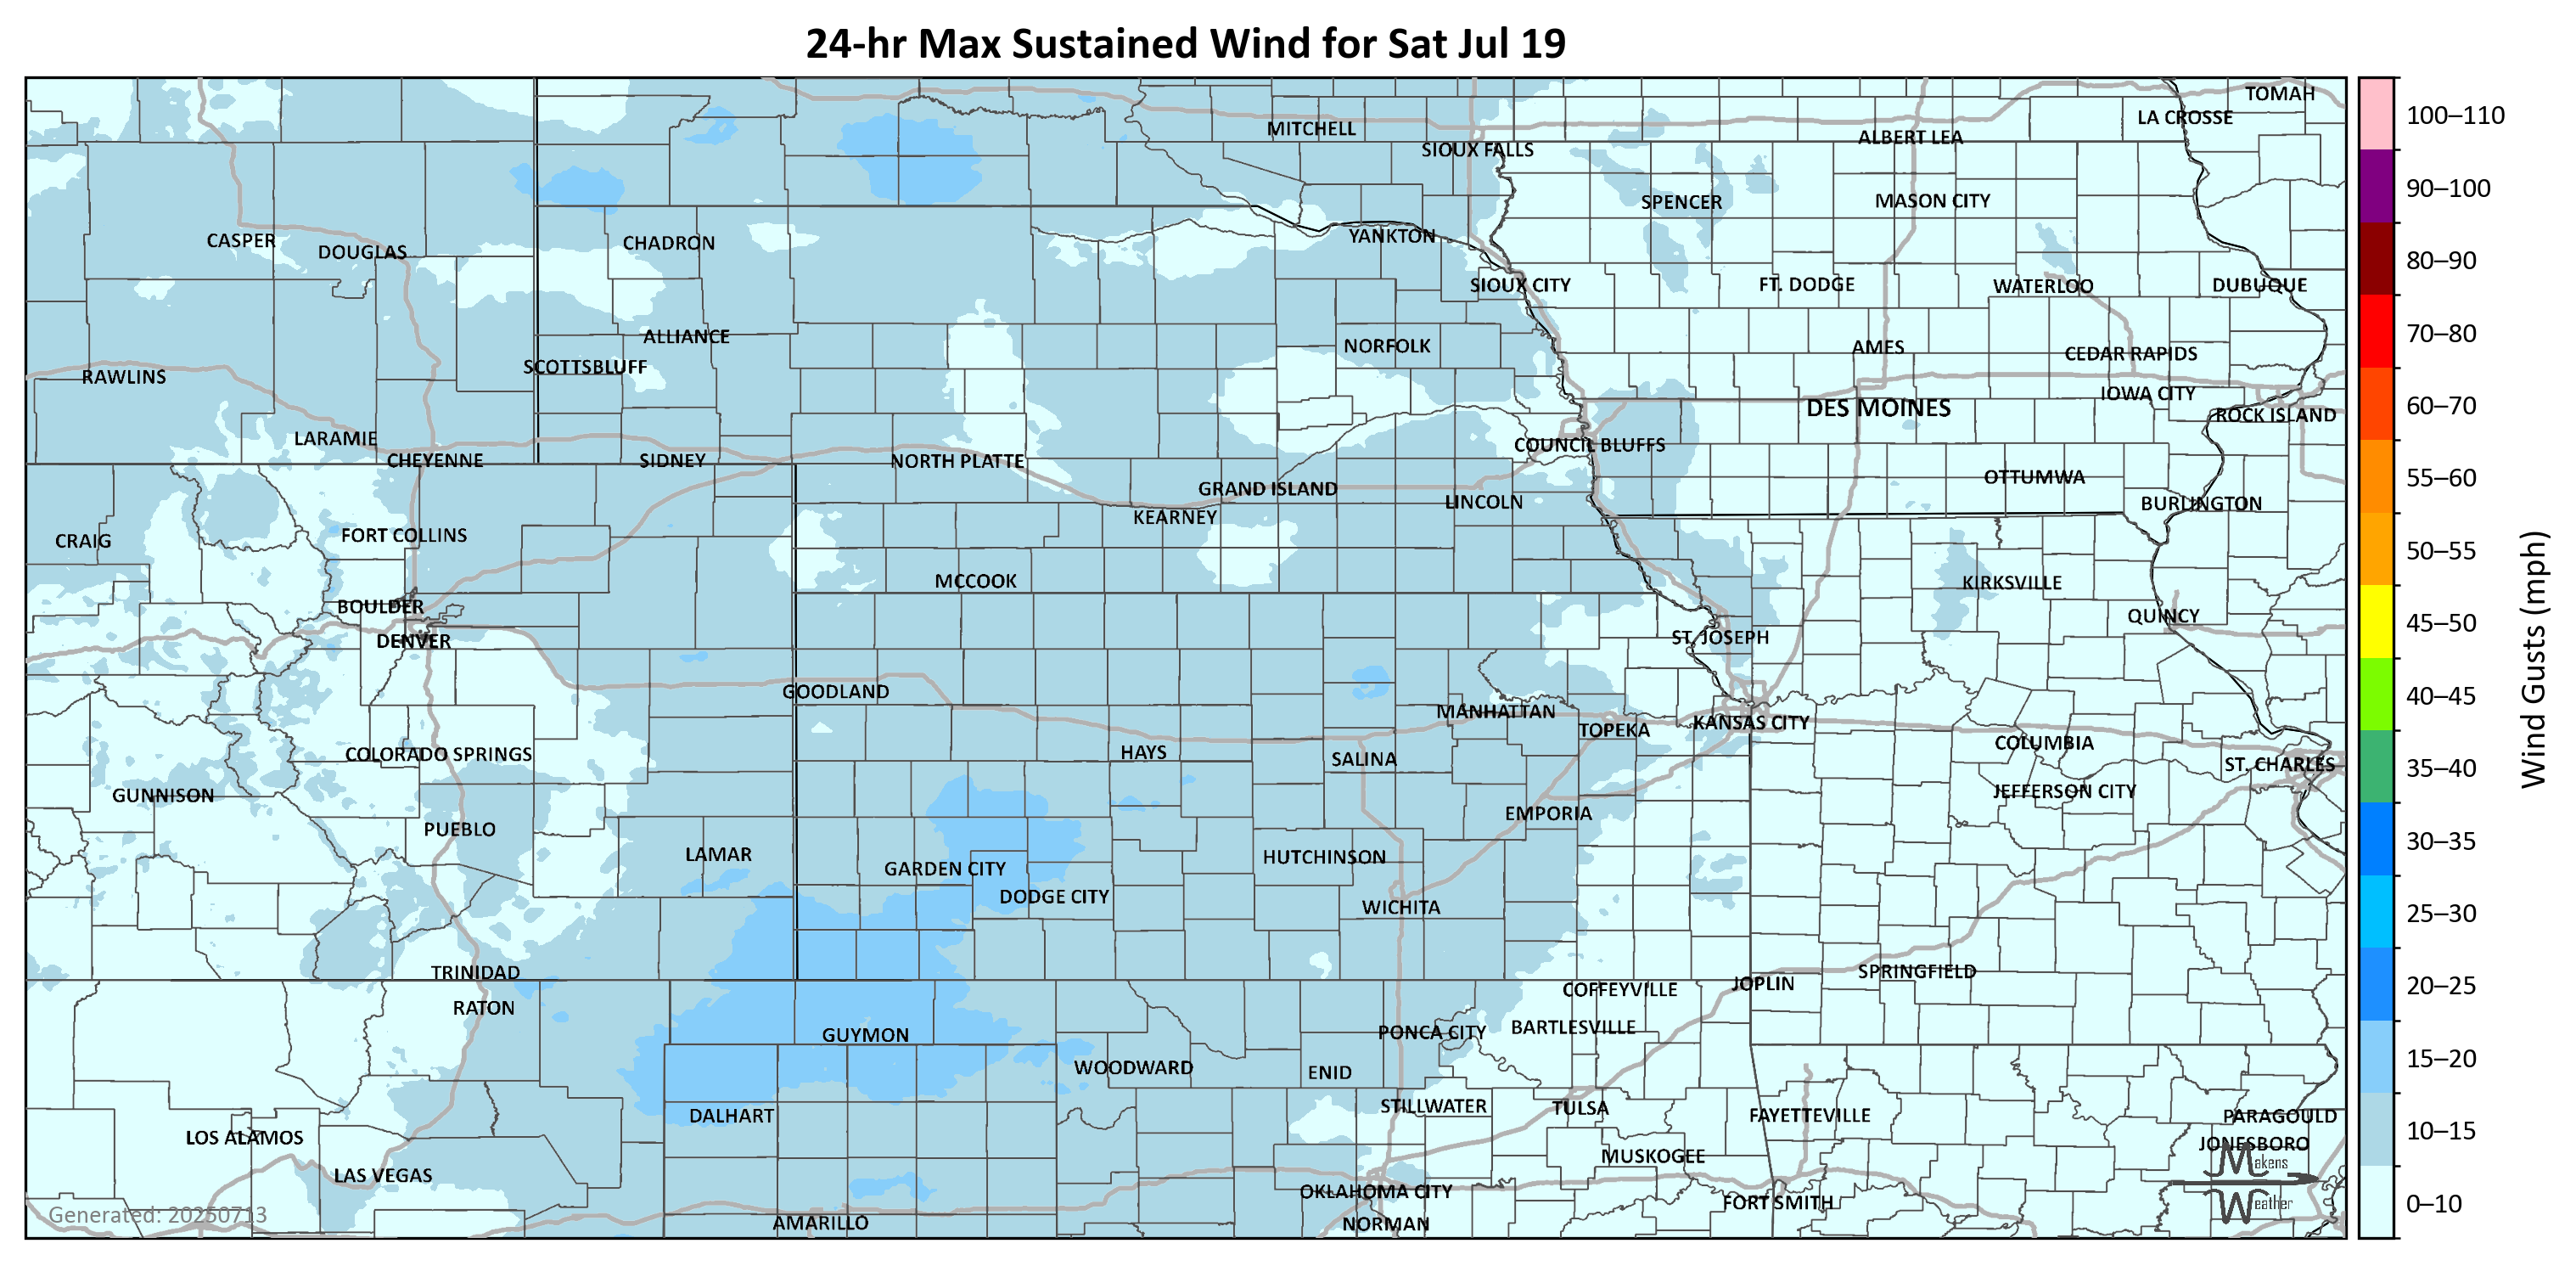 24-hr Max Sustained Wind for Sat Jul 19
TOMAH
LA CROSSE
MITCHELL
ALBERT LEA
SIOUX FALLS
SPENCER
MASON CITY
CASPER
DOUGLAS
CHADRON
YANKTON
SIOUX CITY
FT. DODGE
WATERLOO
DUBUQUE
ALLIANCE
NORFOLK
AMES
CEDAR RAPIDS
SCOTTSBLUFF
RAWLINS
IOWA CITY
DES MOINES
ROCK ISLAND
LARAMIE
COUNCIL BLUFFS
CHEYENNE
SIDNEY
NORTH PLATTE
OTTUMWA
GRAND ISLAND
LINCOLN
BURLINGTON
KEARNEY
FORT COLLINS
CRAIG
MCCOOK
KIRKSVILLE
BOULDER
QUINCY
DENVER
ST. JOSEPH
GOODLAND
MANHATTAN
KANSAS CITY
TOPEKA
COLUMBIA
HAYS
COLORADO SPRINGS
SALINA
ST. CHARLES
GUNNISON
JEFFERSON CITY
EMPORIA
PUEBLO
LAMAR
HUTCHINSON
GARDEN CITY
DODGE CITY
WICHITA
TRINIDAD
SPRINGFIELD
JOPLIN
COFFEYVILLE
RATON
BARTLESVILLE
GUYMON
PONCA CITY
WOODWARD
ENID
STILLWATER
TULSA
DALHART
FAYETTEVILLE
PARAGOULD
LOS ALAMOS
JONESBORO
MUSKOGEE
LAS VEGAS
OKLAHOMA CITY
FORT SMITH
AMARILLO
NORMAN
Generated: 20250713
Makens
Weather
100–110
90–100
80–90
70–80
60–70
55–60
50–55
45–50
40–45
35–40
30–35
25–30
20–25
15–20
10–15
0–10
Wind Gusts (mph)